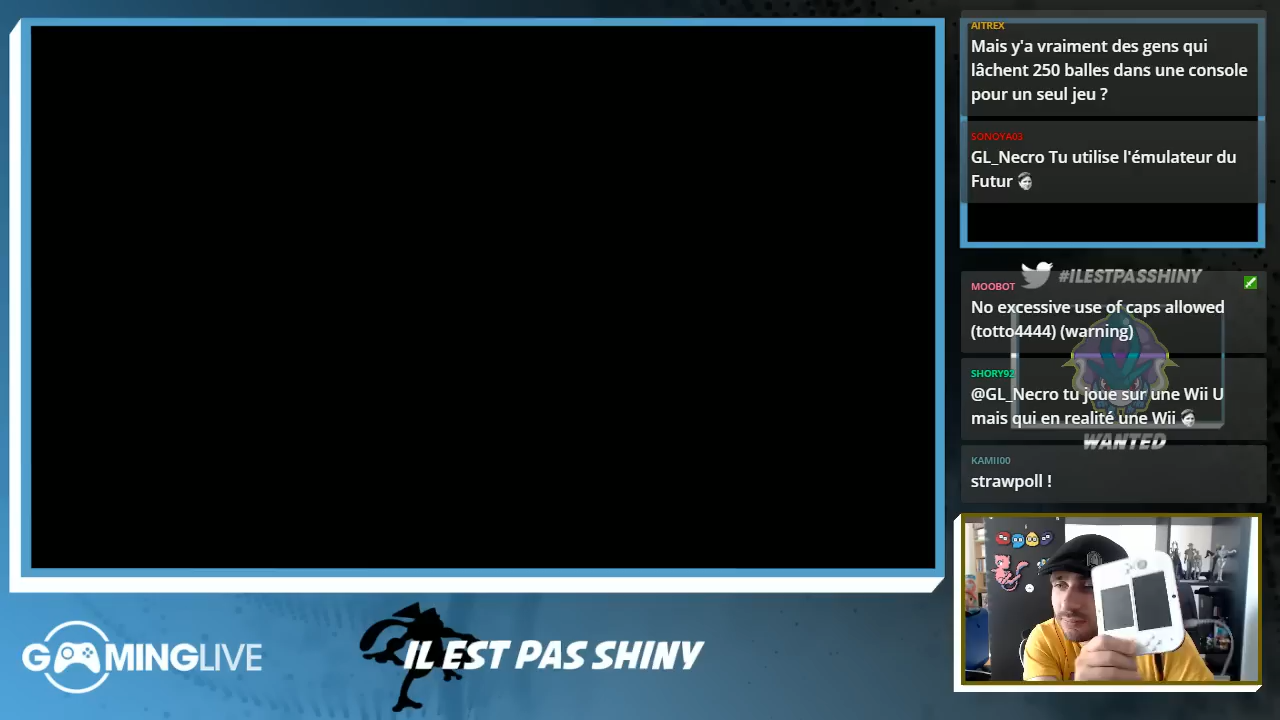 AITREX
Mais y'a vraiment des gens qui
lâchent 250 balles dans une console
pour un seul jeu ?
SONOYA03
GL_Necro Tu utilise l'émulateur du
Futur
#ILESTPASSHINY
MOOBOT
No excessive use of caps allowed
(totto4444) (warning)
SHORY92
@GL_Necro tu joue sur une Wii U
mais qui en realité une Wii
WANTED
KAMII00
strawpoll !
GAMINGLIVE
IL EST PAS SHINY